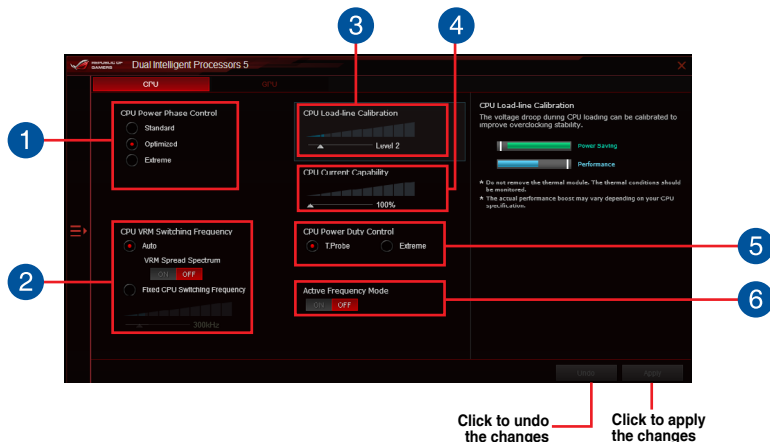 3
4
REPUBLIC OF
GAMERS
Dual Intelligent Processors 5
CPU
GPU
1
CPU Power Phase Control
Standard
Optimized
Extreme
CPU Load-line Calibration
Level 2
CPU Current Capability
100%
CPU Load-line Calibration
The voltage droop during CPU loading can be calibrated to
improve overclocking stability.
Power Saving
Performance
* Do not remove the thermal module. The thermal conditions should
be monitored.
* The actual performance boost may vary depending on your CPU
specification.
2
CPU VRM Switching Frequency
Auto
VRM Spread Spectrum
ON OFF
Fixed CPU Switching Frequency
300kHz
CPU Power Duty Control
T.Probe Extreme
5
Active Frequency Mode
ON OFF
6
Undo Apply
Click to undo
the changes
Click to apply
the changes